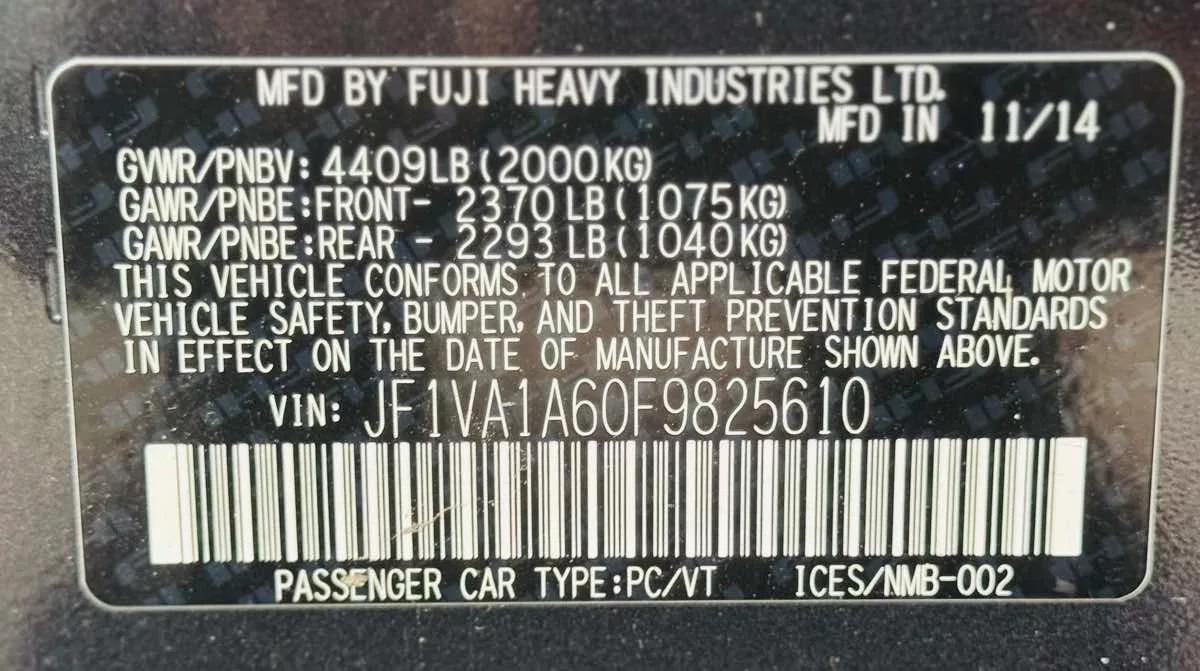 MFD BY FUJI HEAVY INDUSTRIES LTD.
MFD IN 11/14
GVWR/PNBV: 4409LB (2000KG)
GAWR/PNBE:FRONT- 2370 LB (1075KG)
GAWR/PNBE:REAR - 2293 LB (1040KG)
THIS VEHICLE CONFORMS TO ALL APPLICABLE FEDERAL MOTOR
VEHICLE SAFETY, BUMPER, AND THEFT PREVENTION STANDARDS
IN EFFECT ON THE DATE OF MANUFACTURE SHOWN ABOVE.
VIN: JF1VA1A60F9825610
PASSENGER CAR TYPE:PC/VT ICES/NMB-002